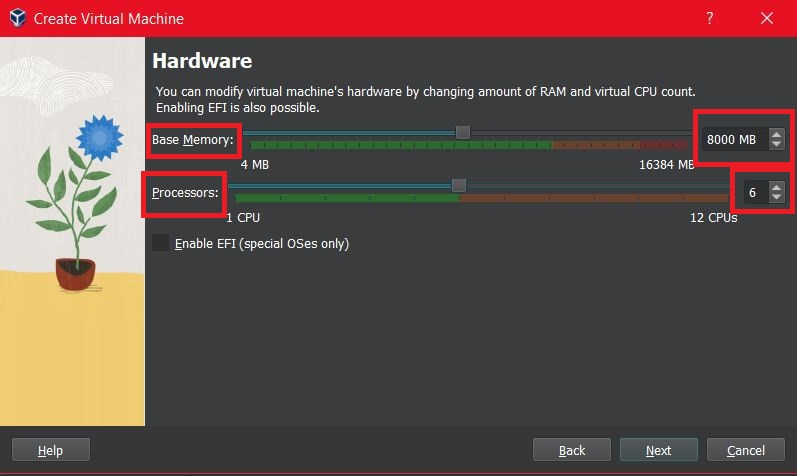 Create Virtual Machine
?
Hardware
You can modify virtual machine's hardware by changing amount of RAM and virtual CPU count.
Enabling EFI is also possible.
Base Memory:
8000 MB
4 MB
16384 MB
Processors:
6
1 CPU
12 CPUs
Enable EFI (special OSes only)
Help
Back
Next
Cancel